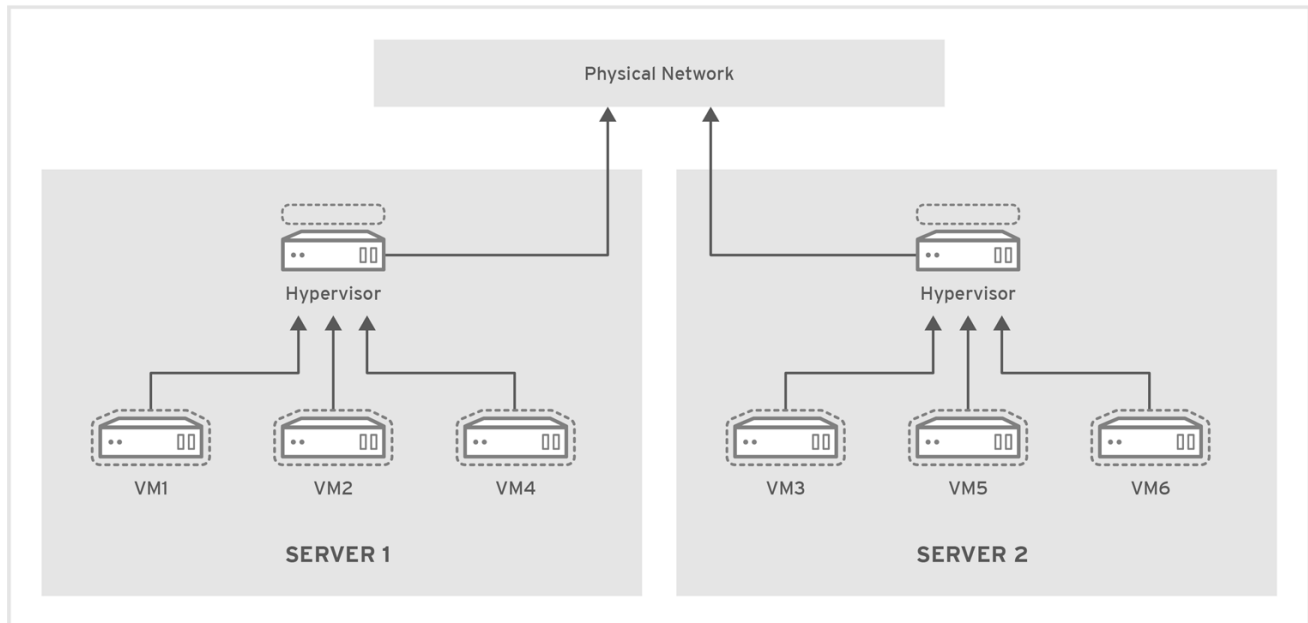 Physical Network
Hypervisor
VM1
VM2
VM4
SERVER 1
Hypervisor
VM3
VM5
VM6
SERVER 2